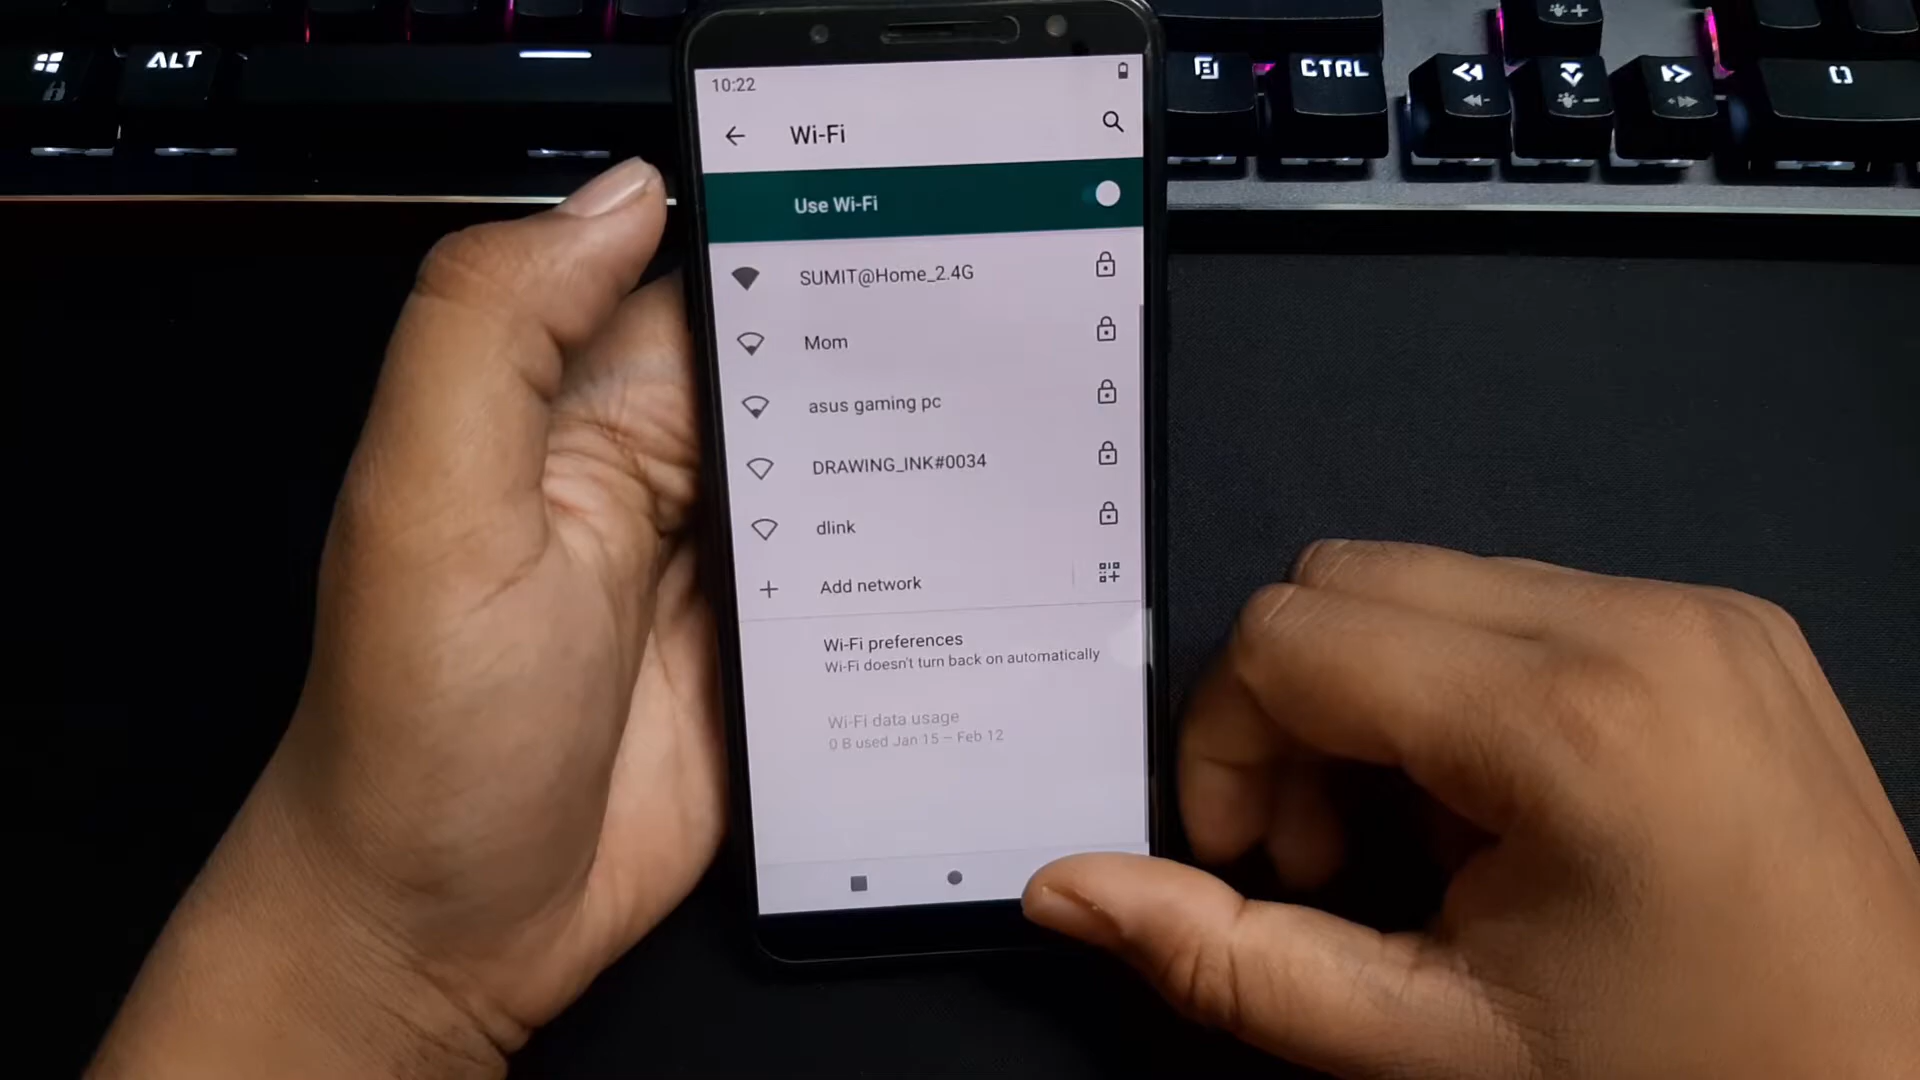 ALT
CTRL
10:22
Wi-Fi
Use Wi-Fi
SUMIT@Home_2.4G
Mom
asus gaming pc
DRAWING_INK#0034
dlink
Add network
Wi-Fi preferences
Wi-Fi doesn't turn back on automatically
Wi-Fi data usage
0 B used Jan 15 – Feb 12